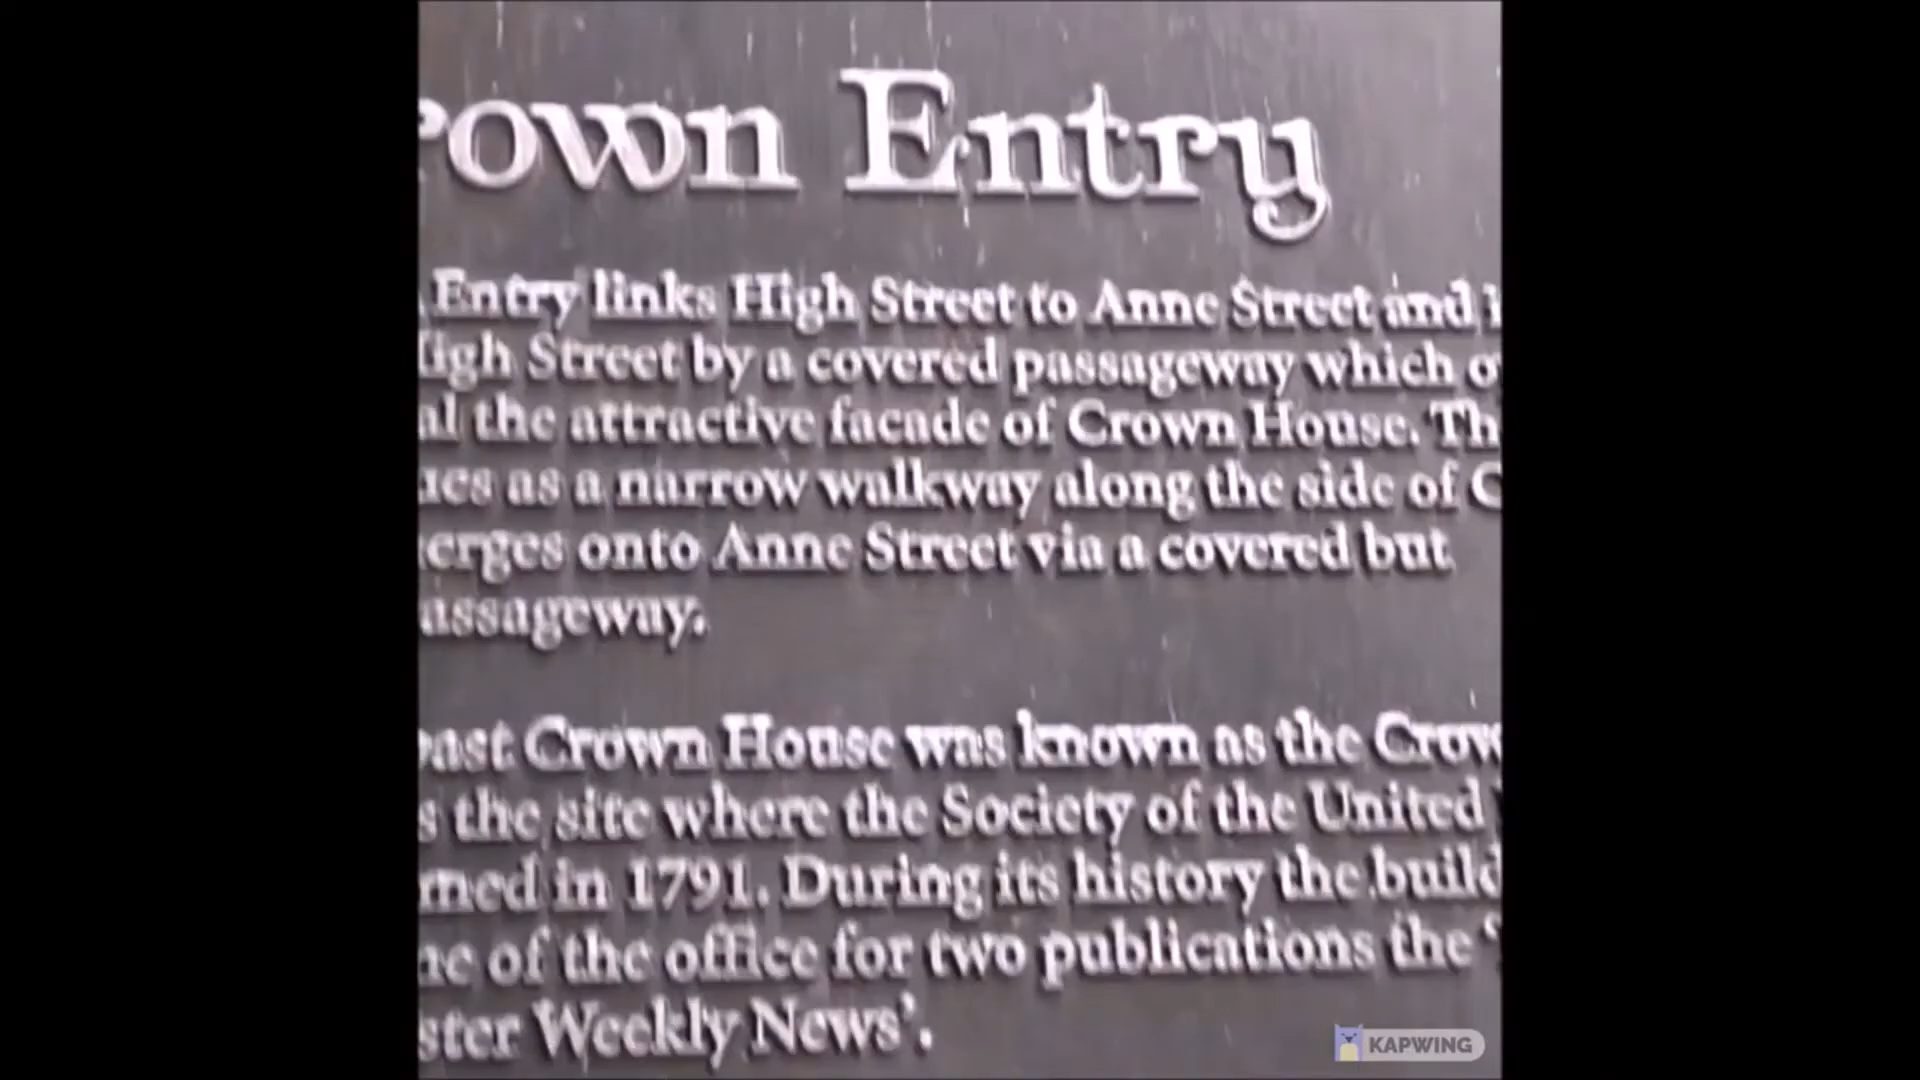 rown Entry
Entry links High Street to Anne Street and i
High Street by a covered passageway which o
al the attractive facade of Crown House. Th
ues as a narrow walkway along the side of C
erges onto Anne Street via a covered but
assageway.
past Crown House was known as the Crow
s the site where the Society of the United
med in 1791. During its history the build
ne of the office for two publications the '
ster Weekly News'.
KAPWING